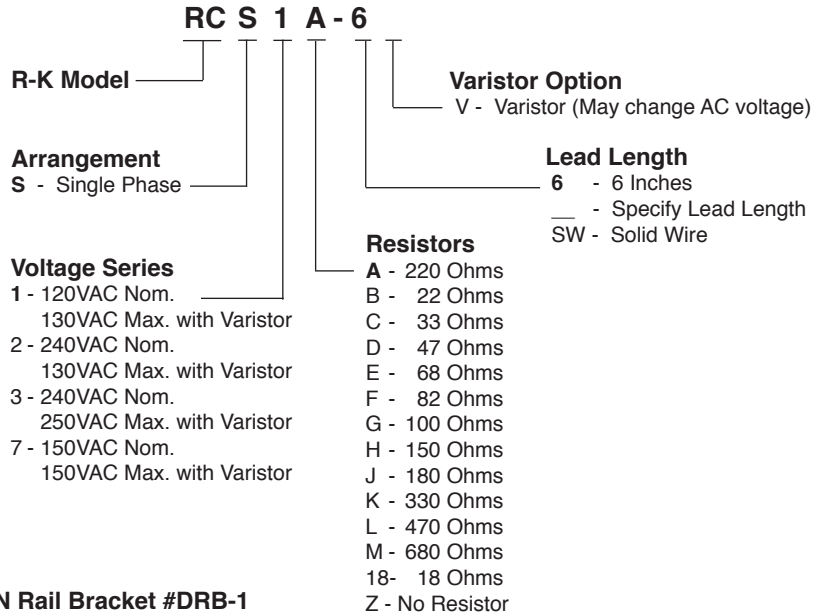 RC S 1 A - 6
R-K Model
Varistor Option
V - Varistor (May change AC voltage)
Arrangement
S - Single Phase
Lead Length
6 - 6 Inches
__ - Specify Lead Length
SW - Solid Wire
Voltage Series
1 - 120VAC Nom.
130VAC Max. with Varistor
2 - 240VAC Nom.
130VAC Max. with Varistor
3 - 240VAC Nom.
250VAC Max. with Varistor
7 - 150VAC Nom.
150VAC Max. with Varistor
Resistors
A - 220 Ohms
B - 22 Ohms
C - 33 Ohms
D - 47 Ohms
E - 68 Ohms
F - 82 Ohms
G - 100 Ohms
H - 150 Ohms
J - 180 Ohms
K - 330 Ohms
L - 470 Ohms
M - 680 Ohms
18- 18 Ohms
Z - No Resistor
N Rail Bracket #DRB-1